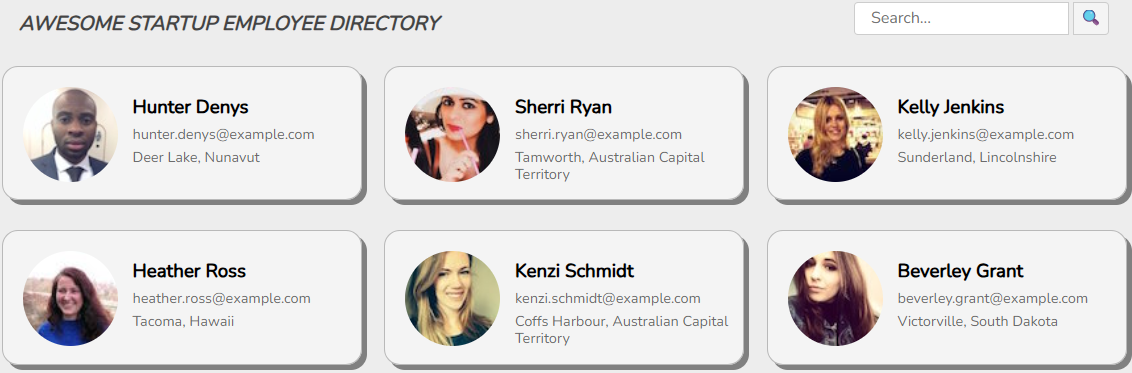 AWESOME STARTUP EMPLOYEE DIRECTORY
Search...
Hunter Denys
hunter.denys@example.com
Deer Lake, Nunavut
Sherri Ryan
sherri.ryan@example.com
Tamworth, Australian Capital
Territory
Kelly Jenkins
kelly.jenkins@example.com
Sunderland, Lincolnshire
Heather Ross
heather.ross@example.com
Tacoma, Hawaii
Kenzi Schmidt
kenzi.schmidt@example.com
Coffs Harbour, Australian Capital
Territory
Beverley Grant
beverley.grant@example.com
Victorville, South Dakota